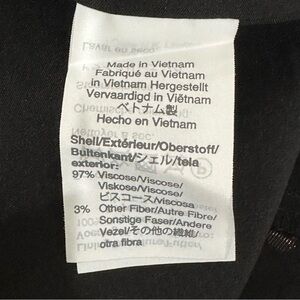 Made in Vietnam
Fabriqué au Vietnam
in Vietnam Hergestellt
Vervaardigd in Viëtnam
ベトナム製
Hecho en Vietnam
Shell/Extérieur/Oberstoff/
Buitenkant/シェル/tela
exterior:
97% Viscose/Viscose/
Viskose/Viscose/
ビスコース/viscosa
3% Other Fiber/Autre Fibre/
Sonstige Faser/Andere
Vezel/その他の繊維/
otra fibra